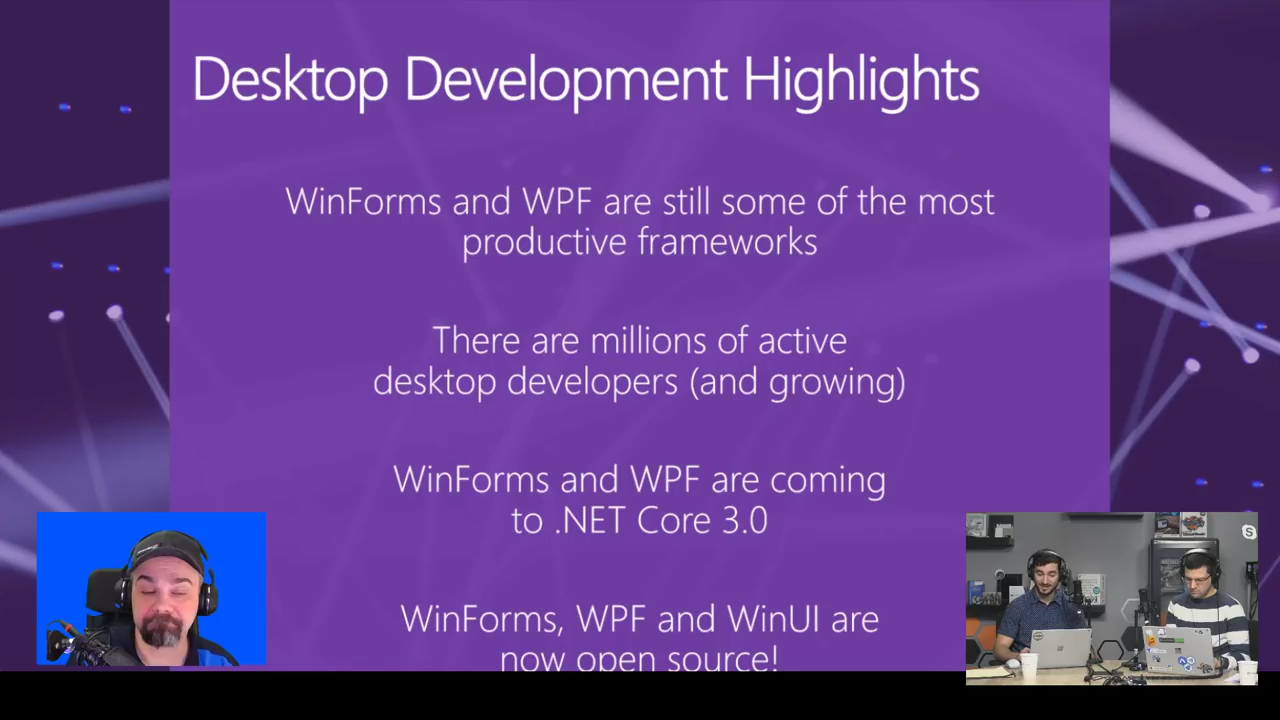 Desktop Development Highlights
WinForms and WPF are still some of the most
productive frameworks
There are millions of active
desktop developers (and growing)
WinForms and WPF are coming
to .NET Core 3.0
WinForms, WPF and WinUI are
now open source!